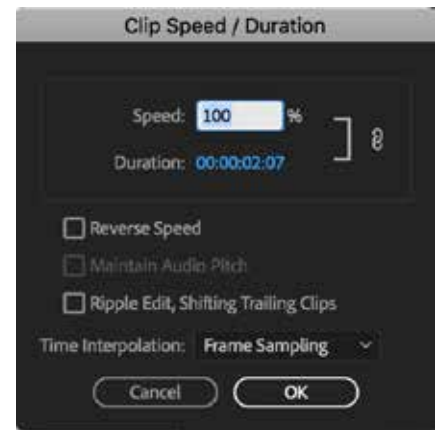 Clip Speed / Duration
Speed: 100 %
Duration: 00:00:02:07
Reverse Speed
Maintain Audio Pitch
Ripple Edit, Shifting Trailing Clips
Time Interpolation: Frame Sampling
Cancel OK